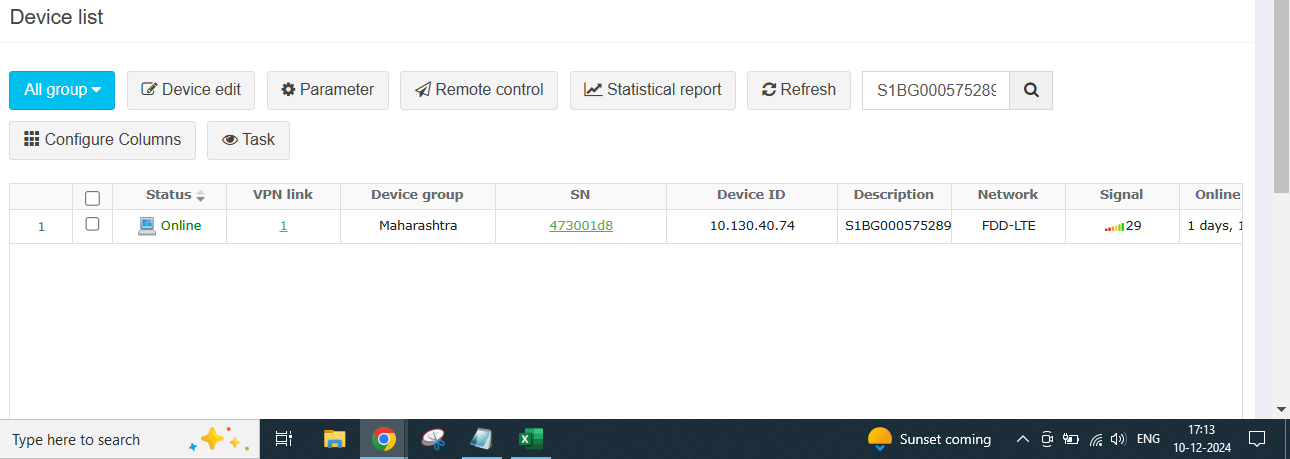 Device list
All group
Device edit
Parameter
Remote control
Statistical report
Refresh
S1BG000575289
Configure Columns
Task
Status VPN link Device group SN Device ID Description Network Signal Online
1 Online 1 Maharashtra 473001d8 10.130.40.74 S1BG000575289 FDD-LTE 29 1 days, 1
Type here to search
Sunset coming
ENG
17:13
10-12-2024